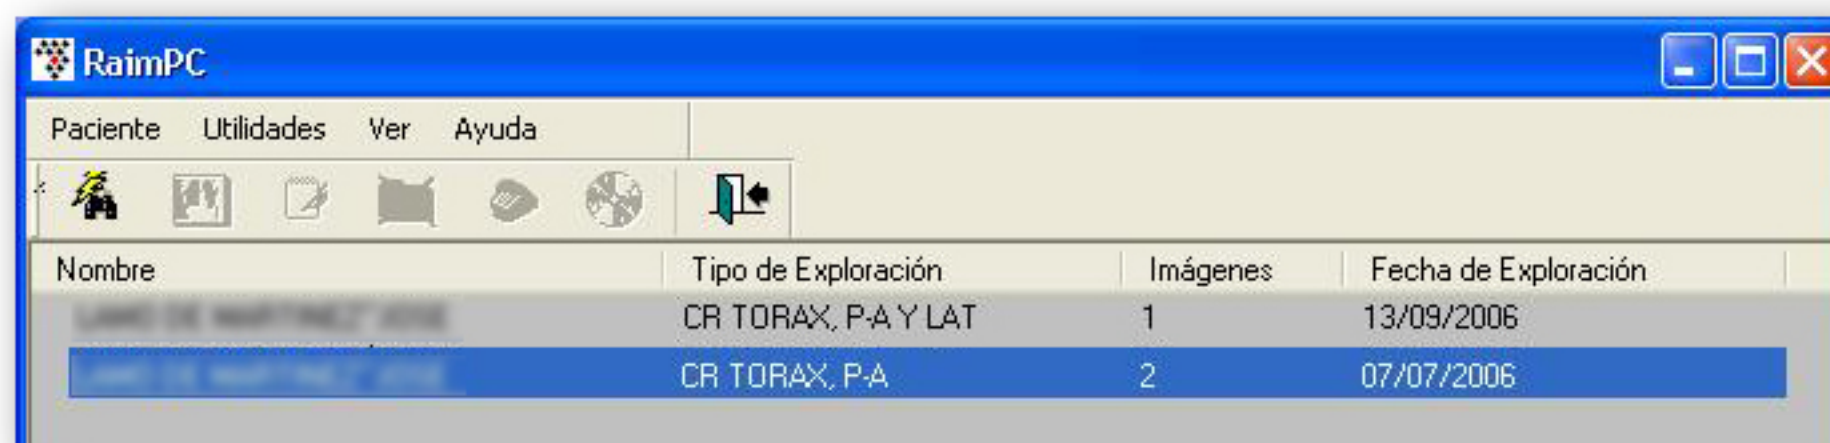 RaimPC
Paciente Utilidades Ver Ayuda
Nombre Tipo de Exploración Imágenes Fecha de Exploración
CR TORAX, P-A Y LAT 1 13/09/2006
CR TORAX, P-A 2 07/07/2006